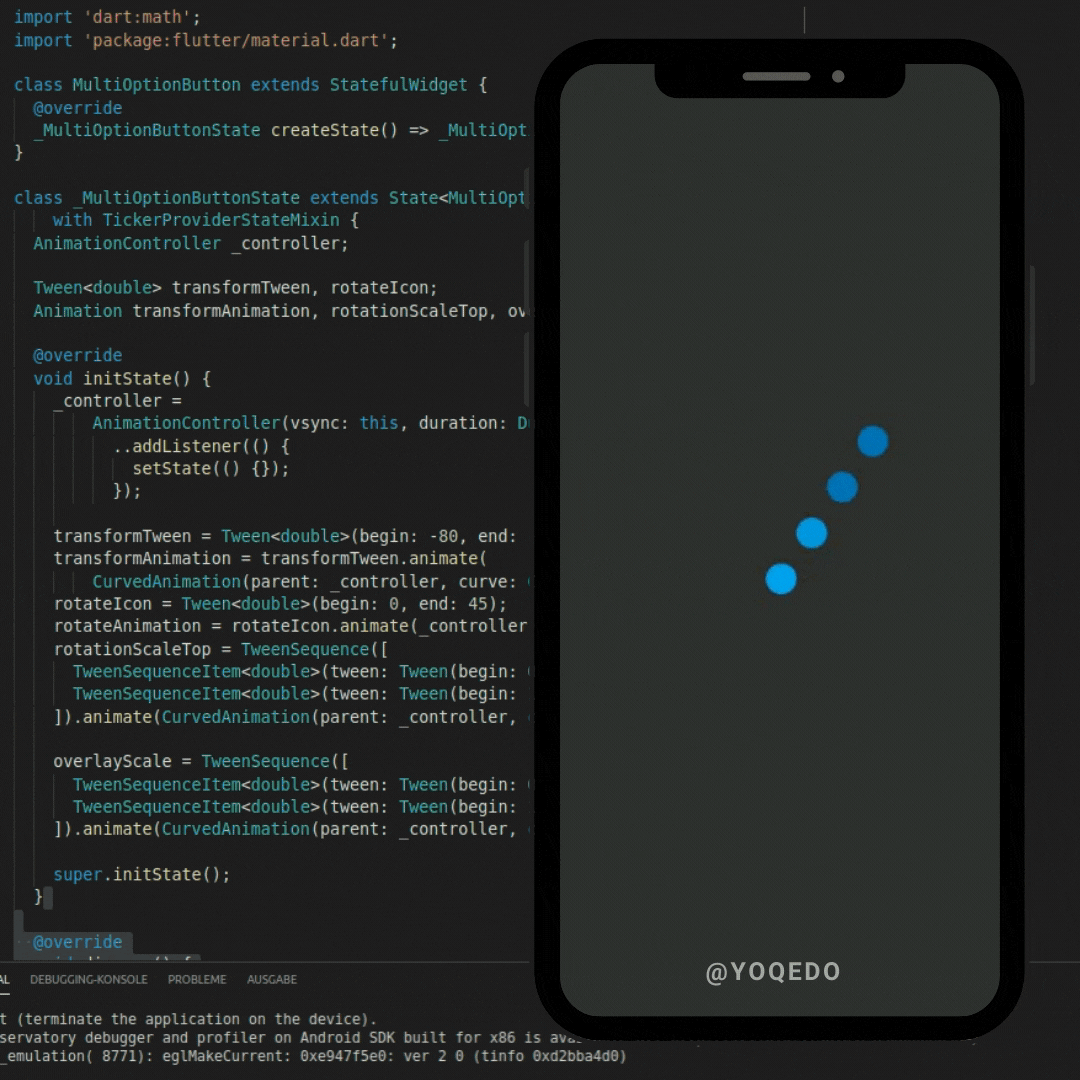 import 'dart:math';
import 'package:flutter/material.dart';
class MultiOptionButton extends StatefulWidget {
@override
_MultiOptionButtonState createState() => _MultiOpt
}
class _MultiOptionButtonState extends State<MultiOpt
with TickerProviderStateMixin {
AnimationController _controller;
Tween<double> transformTween, rotateIcon;
Animation transformAnimation, rotationScaleTop, ov
@override
void initState() {
_controller =
AnimationController(vsync: this, duration: D
..addListener(() {
setState(() {});
});
transformTween = Tween<double>(begin: -80, end:
transformAnimation = transformTween.animate(
CurvedAnimation(parent: _controller, curve:
rotateIcon = Tween<double>(begin: 0, end: 45);
rotateAnimation = rotateIcon.animate(_controller
rotationScaleTop = TweenSequence([
TweenSequenceItem<double>(tween: Tween(begin:
TweenSequenceItem<double>(tween: Tween(begin:
]).animate(CurvedAnimation(parent: _controller,
overlayScale = TweenSequence([
TweenSequenceItem<double>(tween: Tween(begin:
TweenSequenceItem<double>(tween: Tween(begin:
]).animate(CurvedAnimation(parent: _controller,
super.initState();
}
@override
AL DEBUGGING-KONSOLE PROBLEME AUSGABE
t (terminate the application on the device).
servatory debugger and profiler on Android SDK built for x86 is ava
_emulation( 8771): eglMakeCurrent: 0xe947f5e0: ver 2 0 (tinfo 0xd2bba4d0)
@YOQEDO